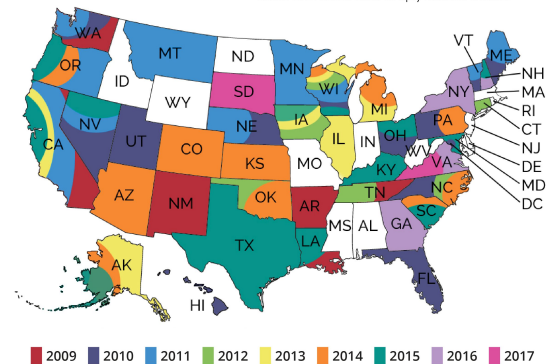 WA
MT
ND
MN
VT
ME
OR
ID
SD
WI
NH
WY
NY
MA
MI
RI
NV
NE
IA
PA
CT
CA
UT
CO
IL
IN
OH
NJ
KS
MO
WV
VA
DE
KY
MD
AZ
NM
OK
AR
TN
NC
DC
SC
TX
LA
MS
AL
GA
AK
HI
FL
2009 2010 2011 2012 2013 2014 2015 2016 2017